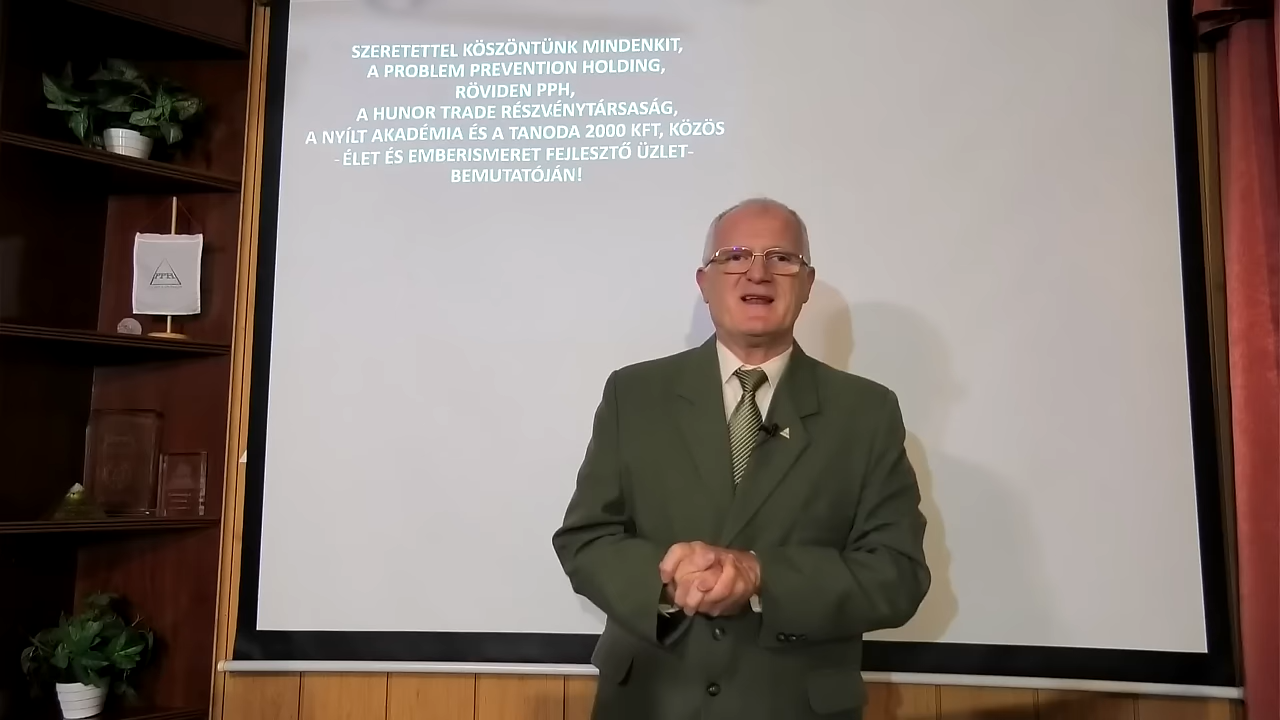 SZERETETTEL KÖSZÖNTÜNK MINDENKIT,
A PROBLEM PREVENTION HOLDING,
RÖVIDEN PPH,
A HUNOR TRADE RÉSZVÉNYTÁRSASÁG,
A NYÍLT AKADÉMIA ÉS A TANODA 2000 KFT, KÖZÖS
- ÉLET ÉS EMBERISMERET FEJLESZTŐ ÜZLET-
BEMUTATÓJÁN!
PPH